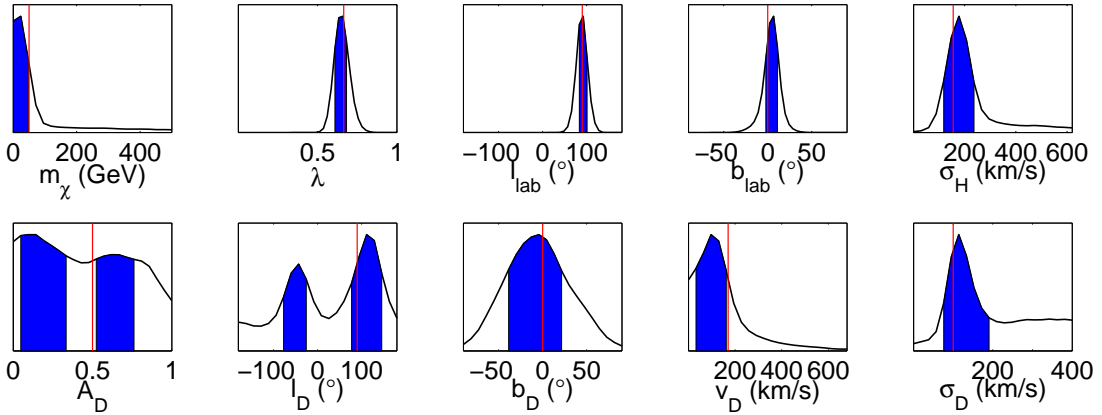 0 200 400
m_χ (GeV)
0.5 1
λ
−100 0 100
l_lab (°)
−50 0 50
b_lab (°)
200 400 600
σ_H (km/s)
0 0.5 1
A_D
−100 0 100
l_D (°)
−50 0 50
b_D (°)
200 400 600
v_D (km/s)
0 200 400
σ_D (km/s)